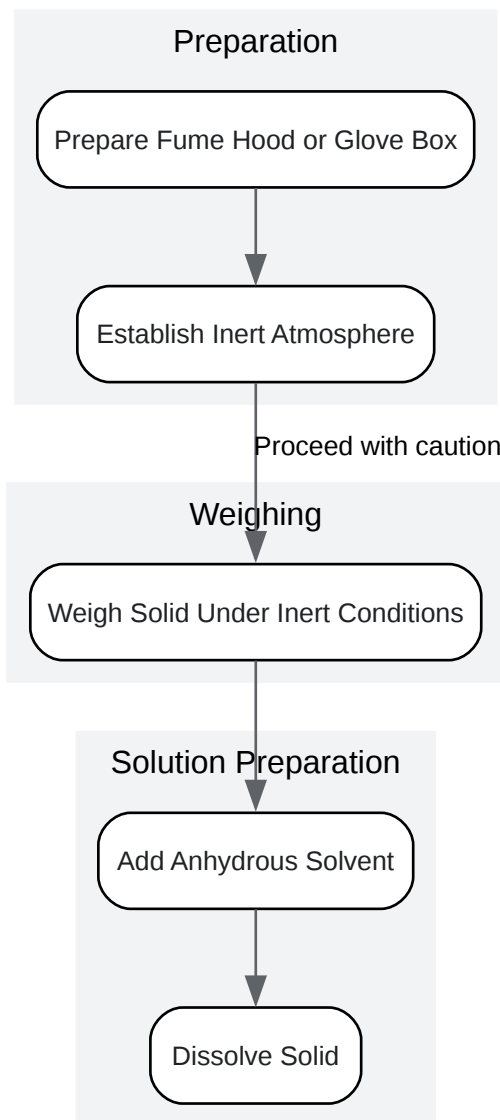 Preparation
Prepare Fume Hood or Glove Box
Establish Inert Atmosphere
Proceed with caution
Weighing
Weigh Solid Under Inert Conditions
Solution Preparation
Add Anhydrous Solvent
Dissolve Solid